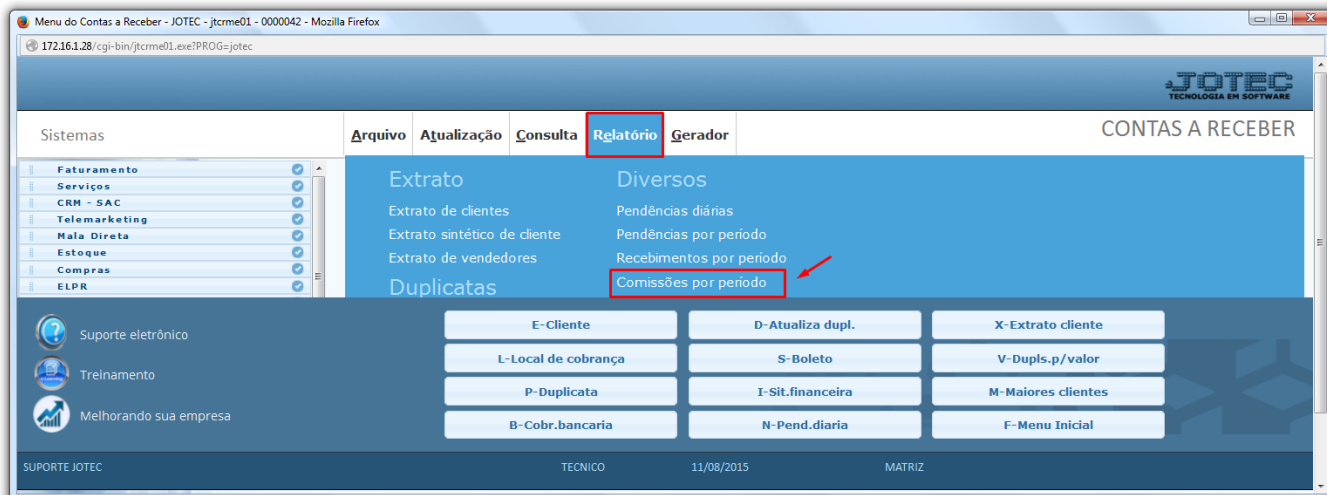 Menu do Contas a Receber - JOTEC - jtcrme01 - 0000042 - Mozilla Firefox
172.16.1.28/cgi-bin/jtcrme01.exe?PROG=jotec
JOTEC
TECNOLOGIA EM SOFTWARE
Sistemas
Arquivo Atualização Consulta Relatório Gerador
CONTAS A RECEBER
Faturamento
Serviços
CRM - SAC
Telemarketing
Mala Direta
Estoque
Compras
ELPR
Extrato
Extrato de clientes
Extrato sintético de cliente
Extrato de vendedores
Duplicatas
Diversos
Pendências diárias
Pendências por período
Recebimentos por período
Comissões por período
Suporte eletrônico
Treinamento
Melhorando sua empresa
E-Cliente D-Atualiza dupl. X-Extrato cliente
L-Local de cobrança S-Boleto V-Dupls.p/valor
P-Duplicata I-Sit.financeira M-Maiores clientes
B-Cobr.bancaria N-Pend.diaria F-Menu Inicial
SUPORTE JOTEC TECNICO 11/08/2015 MATRIZ